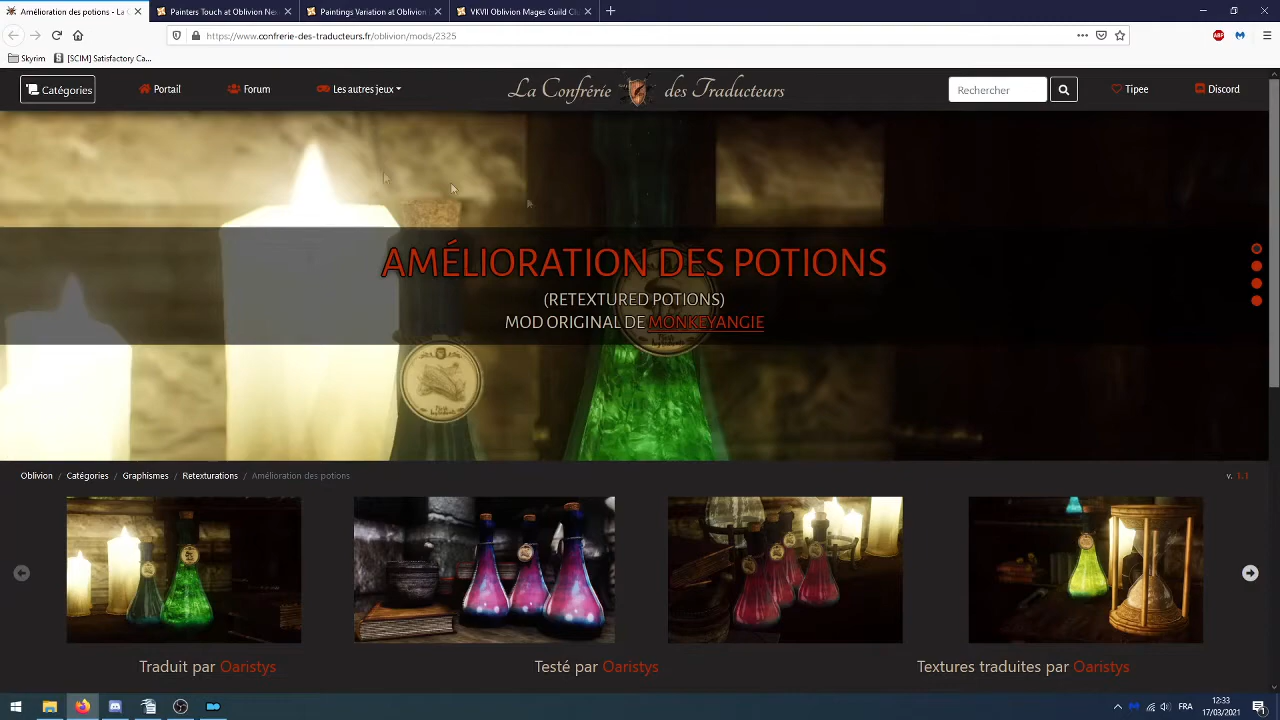 Amélioration des potions - La C
Painters Touch at Oblivion Nex
Paintings Variation at Oblivion
VKVII Oblivion Mages Guild Cl
https://www.confrerie-des-traducteurs.fr/oblivion/mods/2325
Skyrim
[SCIM] Satisfactory Ca...
Catégories
Portail
Forum
Les autres jeux
La Confrérie des Traducteurs
Rechercher
Tipee
Discord
AMÉLIORATION DES POTIONS
(RETEXTURED POTIONS)
MOD ORIGINAL DE MONKEYANGIE
Oblivion / Catégories / Graphismes / Retexturations / Amélioration des potions
v. 1.1
Traduit par Oaristys
Testé par Oaristys
Textures traduites par Oaristys
FRA
12:33
17/03/2021